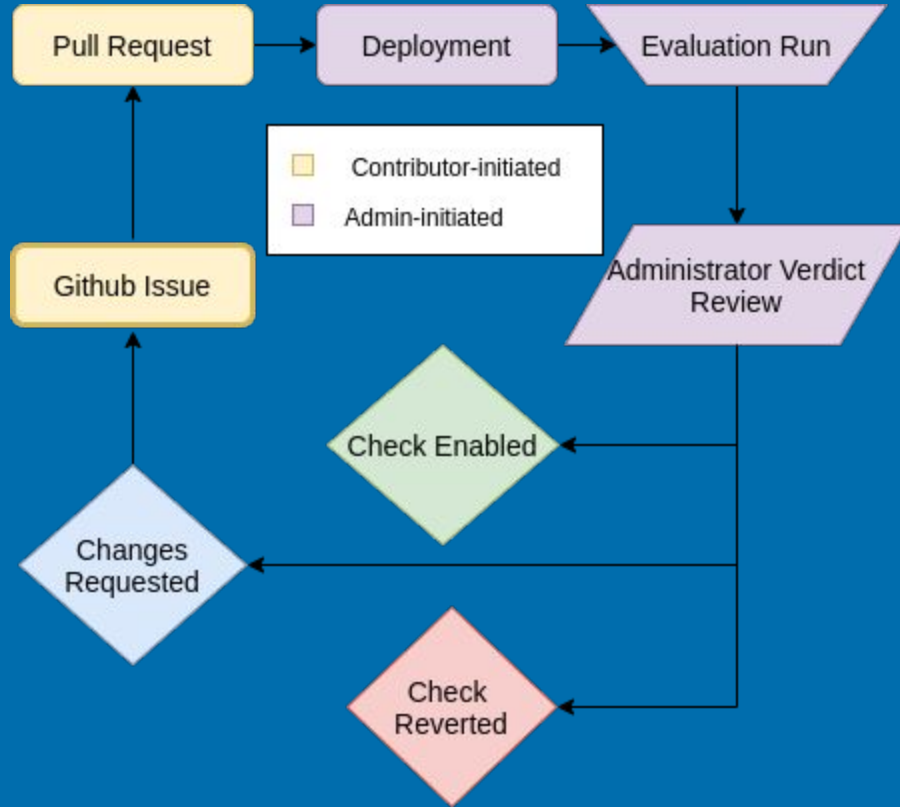 Pull Request
Deployment
Evaluation Run
Contributor-initiated
Admin-initiated
Github Issue
Administrator Verdict
Review
Check Enabled
Changes
Requested
Check
Reverted